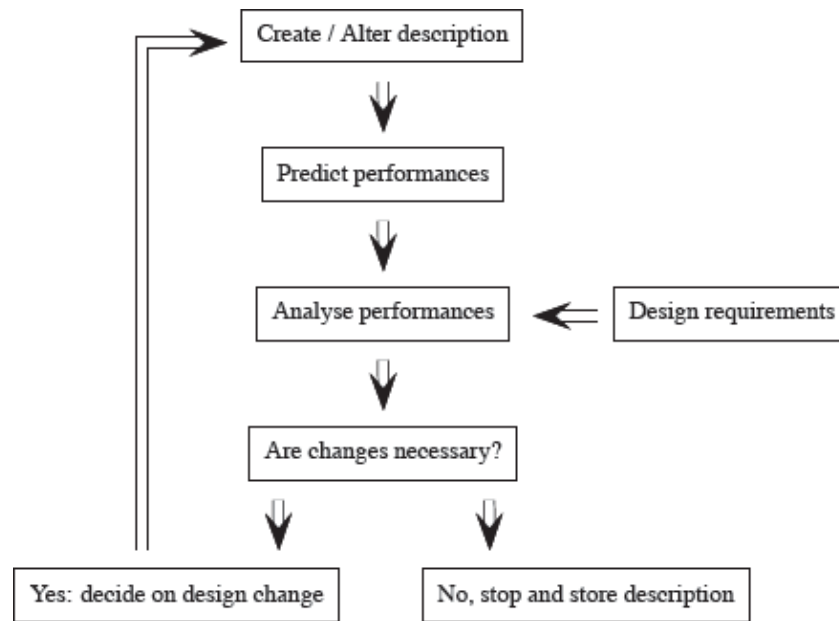 Create / Alter description
Predict performances
Analyse performances
Design requirements
Are changes necessary?
Yes: decide on design change
No, stop and store description